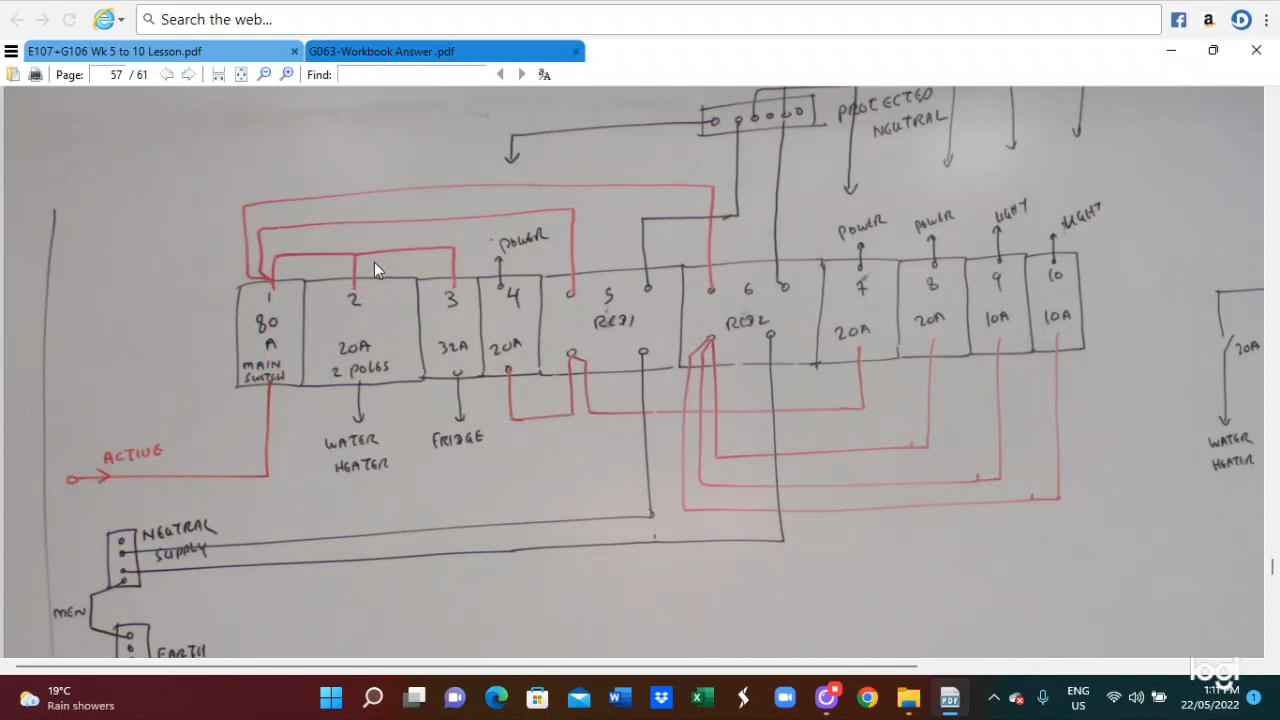 Search the web...
E107+G106 Wk 5 to 10 Lesson.pdf
G063-Workbook Answer .pdf
Page: 57 / 61
Find:
PROTECTED
NEUTRAL
1
80
A
MAIN
SWITCH
2
20A
2 POLES
3
32A
POWER
4
20A
5
RCD1
6
RCD2
POWER
7
20A
POWER
8
20A
LIGHT
9
10A
LIGHT
10
10A
WATER
HEATER
FRIDGE
ACTIVE
20A
WATER
HEATER
NEUTRAL
SUPPLY
MEN
EARTH
logi
19°C
Rain showers
ENG
US
1:11 PM
22/05/2022